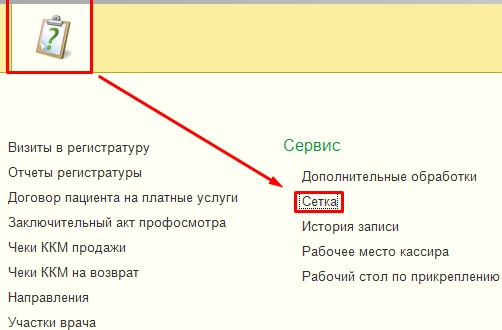 Визиты в регистратуру
Отчеты регистратуры
Договор пациента на платные услуги
Заключительный акт профосмотра
Чеки ККМ продажи
Чеки ККМ на возврат
Направления
Участки врача
Сервис
Дополнительные обработки
Сетка
История записи
Рабочее место кассира
Рабочий стол по прикреплению